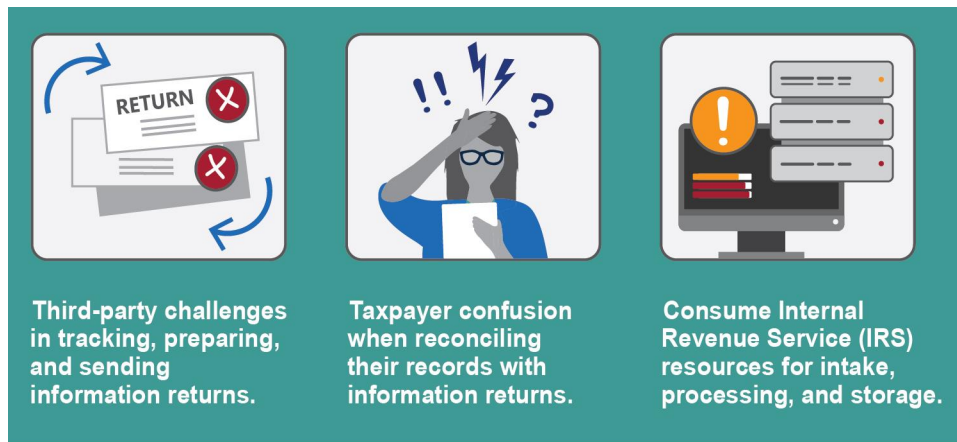 RETURN
!! ?
!
Third-party challenges
in tracking, preparing,
and sending
information returns.
Taxpayer confusion
when reconciling
their records with
information returns.
Consume Internal
Revenue Service (IRS)
resources for intake,
processing, and storage.